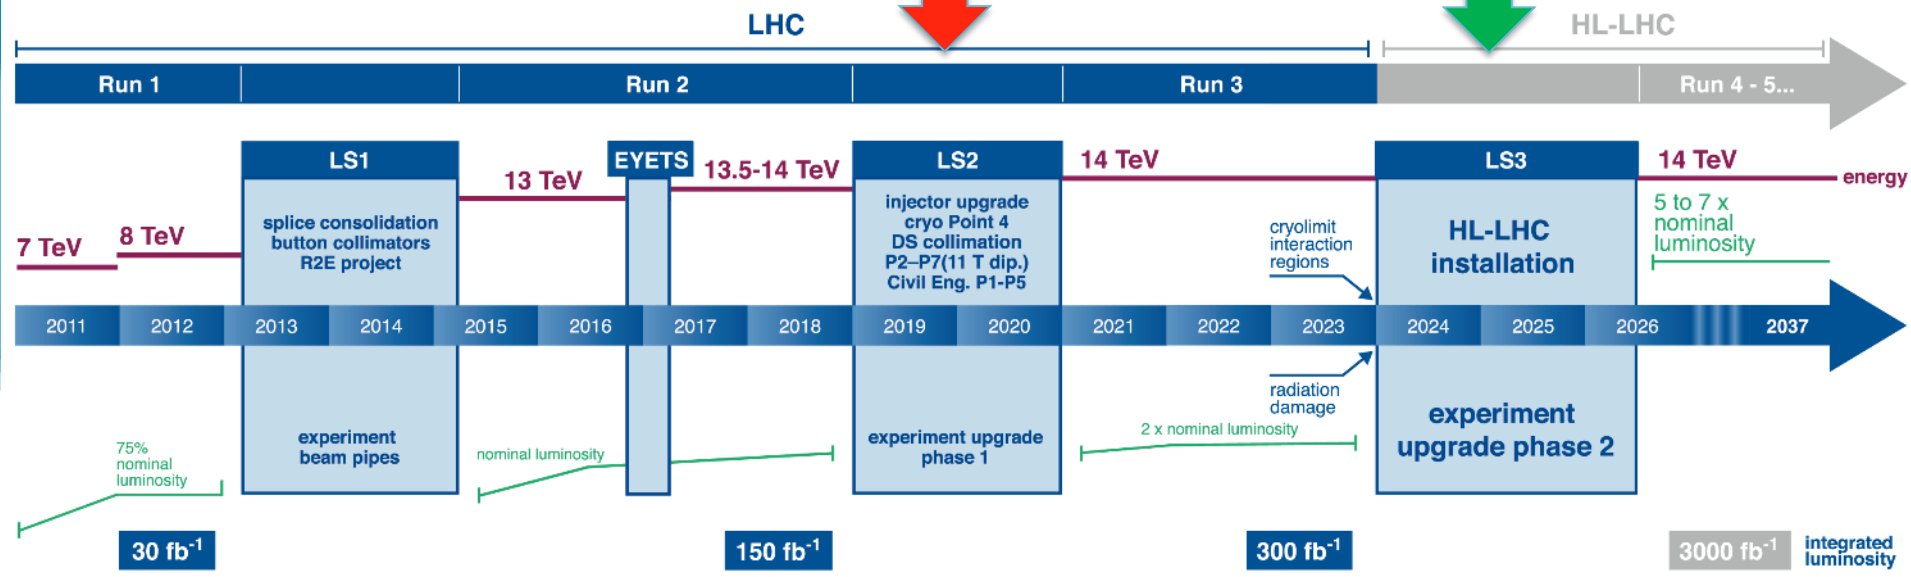 LHC
HL-LHC
Run 1
Run 2
Run 3
Run 4 - 5...
LS1
EYETS
LS2
LS3
7 TeV
8 TeV
13 TeV
13.5-14 TeV
14 TeV
14 TeV
energy
splice consolidation
button collimators
R2E project
injector upgrade
cryo Point 4
DS collimation
P2–P7(11 T dip.)
Civil Eng. P1-P5
cryolimit
interaction
regions
HL-LHC
installation
5 to 7 x
nominal
luminosity
2011
2012
2013
2014
2015
2016
2017
2018
2019
2020
2021
2022
2023
2024
2025
2026
2037
75%
nominal
luminosity
experiment
beam pipes
nominal luminosity
experiment upgrade
phase 1
2 x nominal luminosity
radiation
damage
experiment
upgrade phase 2
30 fb⁻¹
150 fb⁻¹
300 fb⁻¹
3000 fb⁻¹
integrated
luminosity